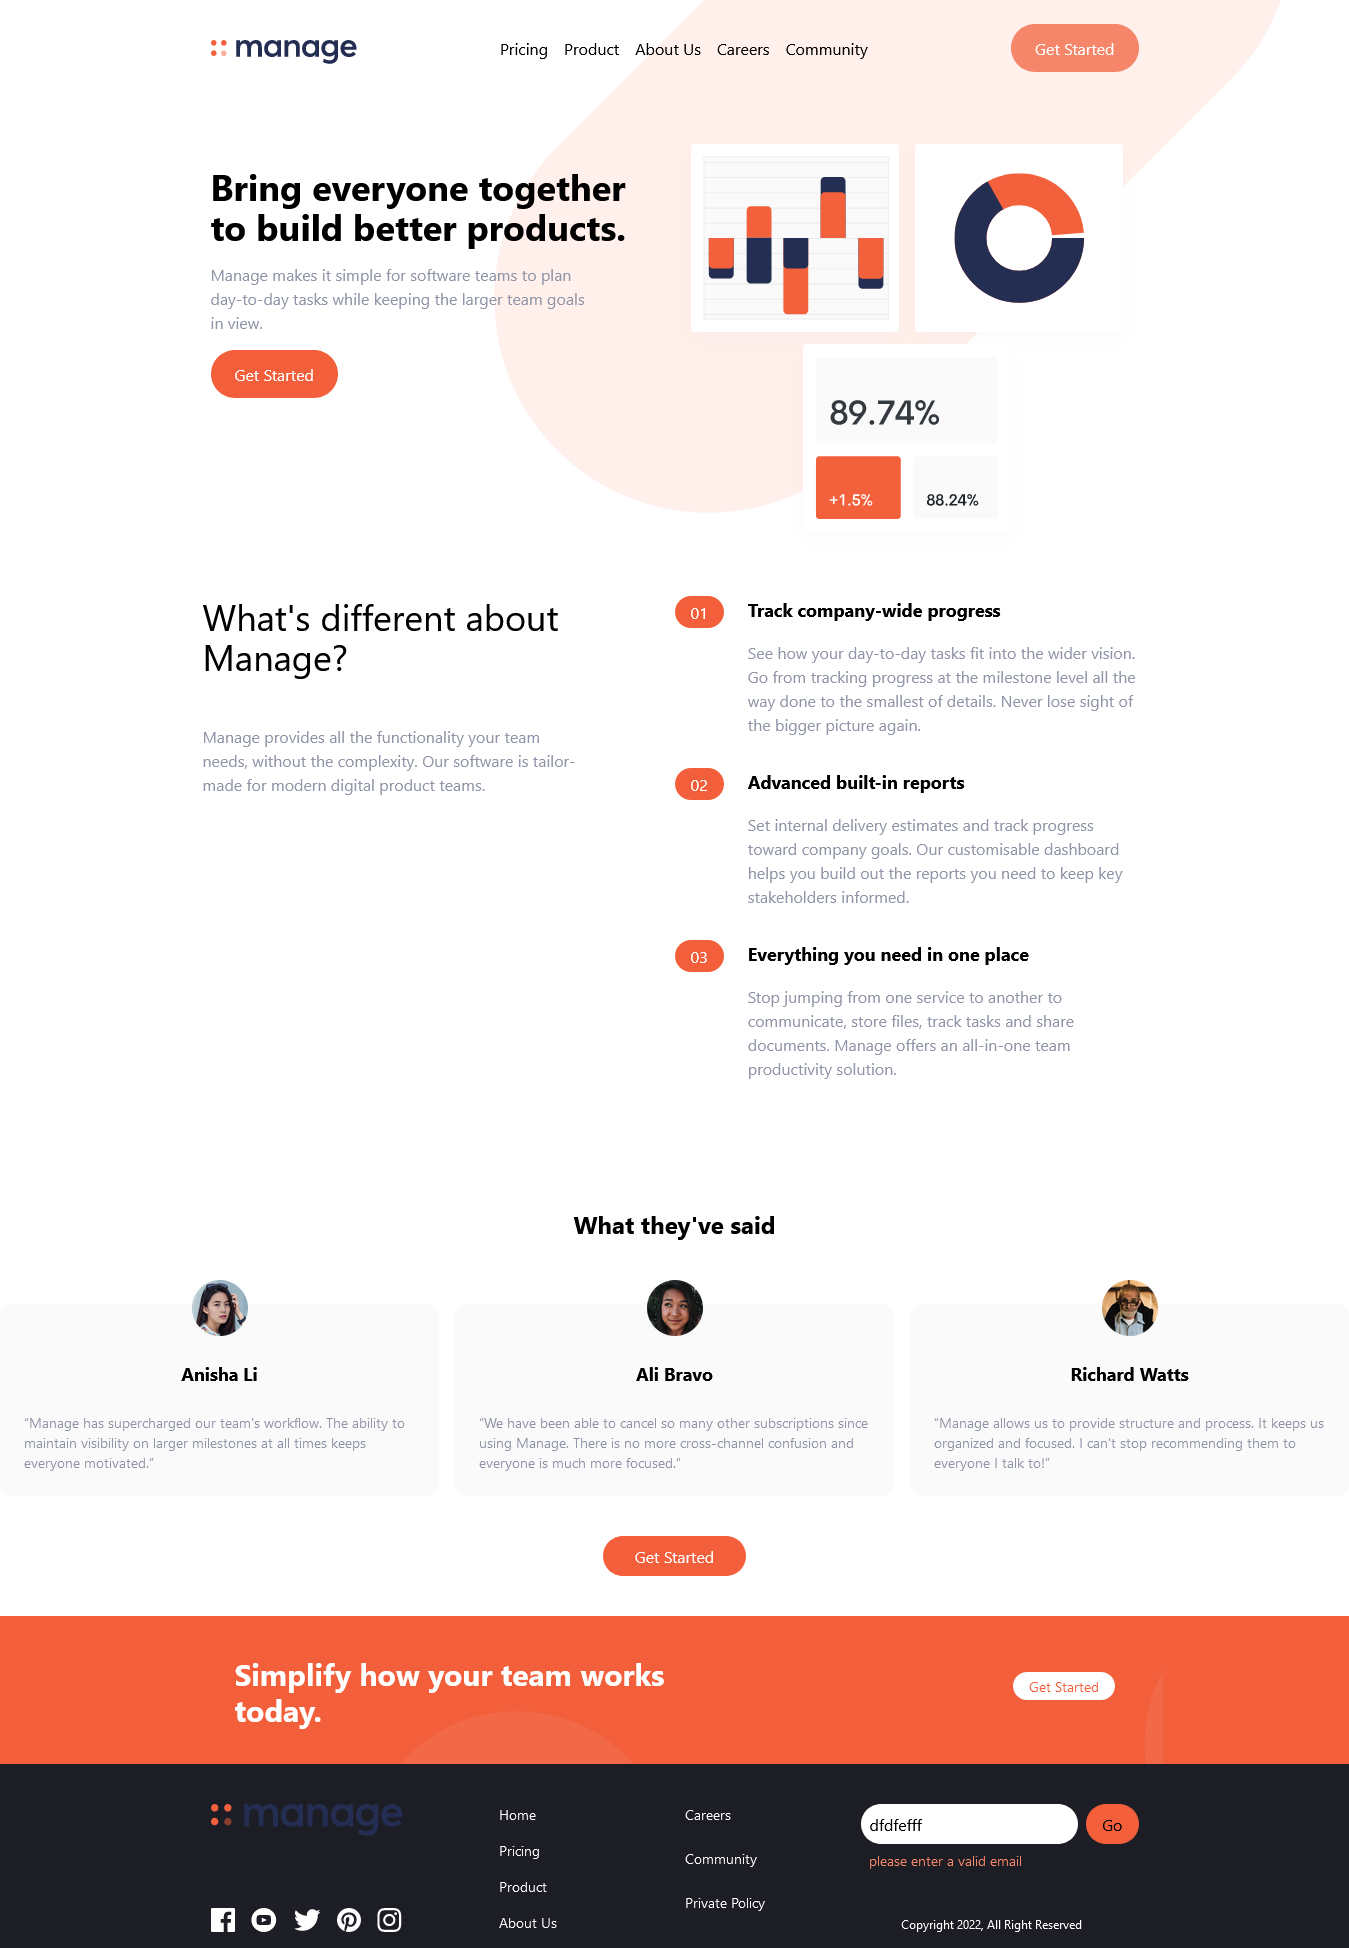 manage
Pricing Product About Us Careers Community
Get Started
Bring everyone together
to build better products.
Manage makes it simple for software teams to plan
day-to-day tasks while keeping the larger team goals
in view.
Get Started
89.74%
+1.5%
88.24%
What's different about
Manage?
Manage provides all the functionality your team
needs, without the complexity. Our software is tailor-
made for modern digital product teams.
01
Track company-wide progress
See how your day-to-day tasks fit into the wider vision.
Go from tracking progress at the milestone level all the
way done to the smallest of details. Never lose sight of
the bigger picture again.
02
Advanced built-in reports
Set internal delivery estimates and track progress
toward company goals. Our customisable dashboard
helps you build out the reports you need to keep key
stakeholders informed.
03
Everything you need in one place
Stop jumping from one service to another to
communicate, store files, track tasks and share
documents. Manage offers an all-in-one team
productivity solution.
What they've said
Anisha Li
“Manage has supercharged our team's workflow. The ability to
maintain visibility on larger milestones at all times keeps
everyone motivated.”
Ali Bravo
“We have been able to cancel so many other subscriptions since
using Manage. There is no more cross-channel confusion and
everyone is much more focused.”
Richard Watts
“Manage allows us to provide structure and process. It keeps us
organized and focused. I can't stop recommending them to
everyone I talk to!”
Get Started
Simplify how your team works
today.
Get Started
manage
Home
Pricing
Product
About Us
Careers
Community
Private Policy
dfdfefff
Go
please enter a valid email
Copyright 2022, All Right Reserved